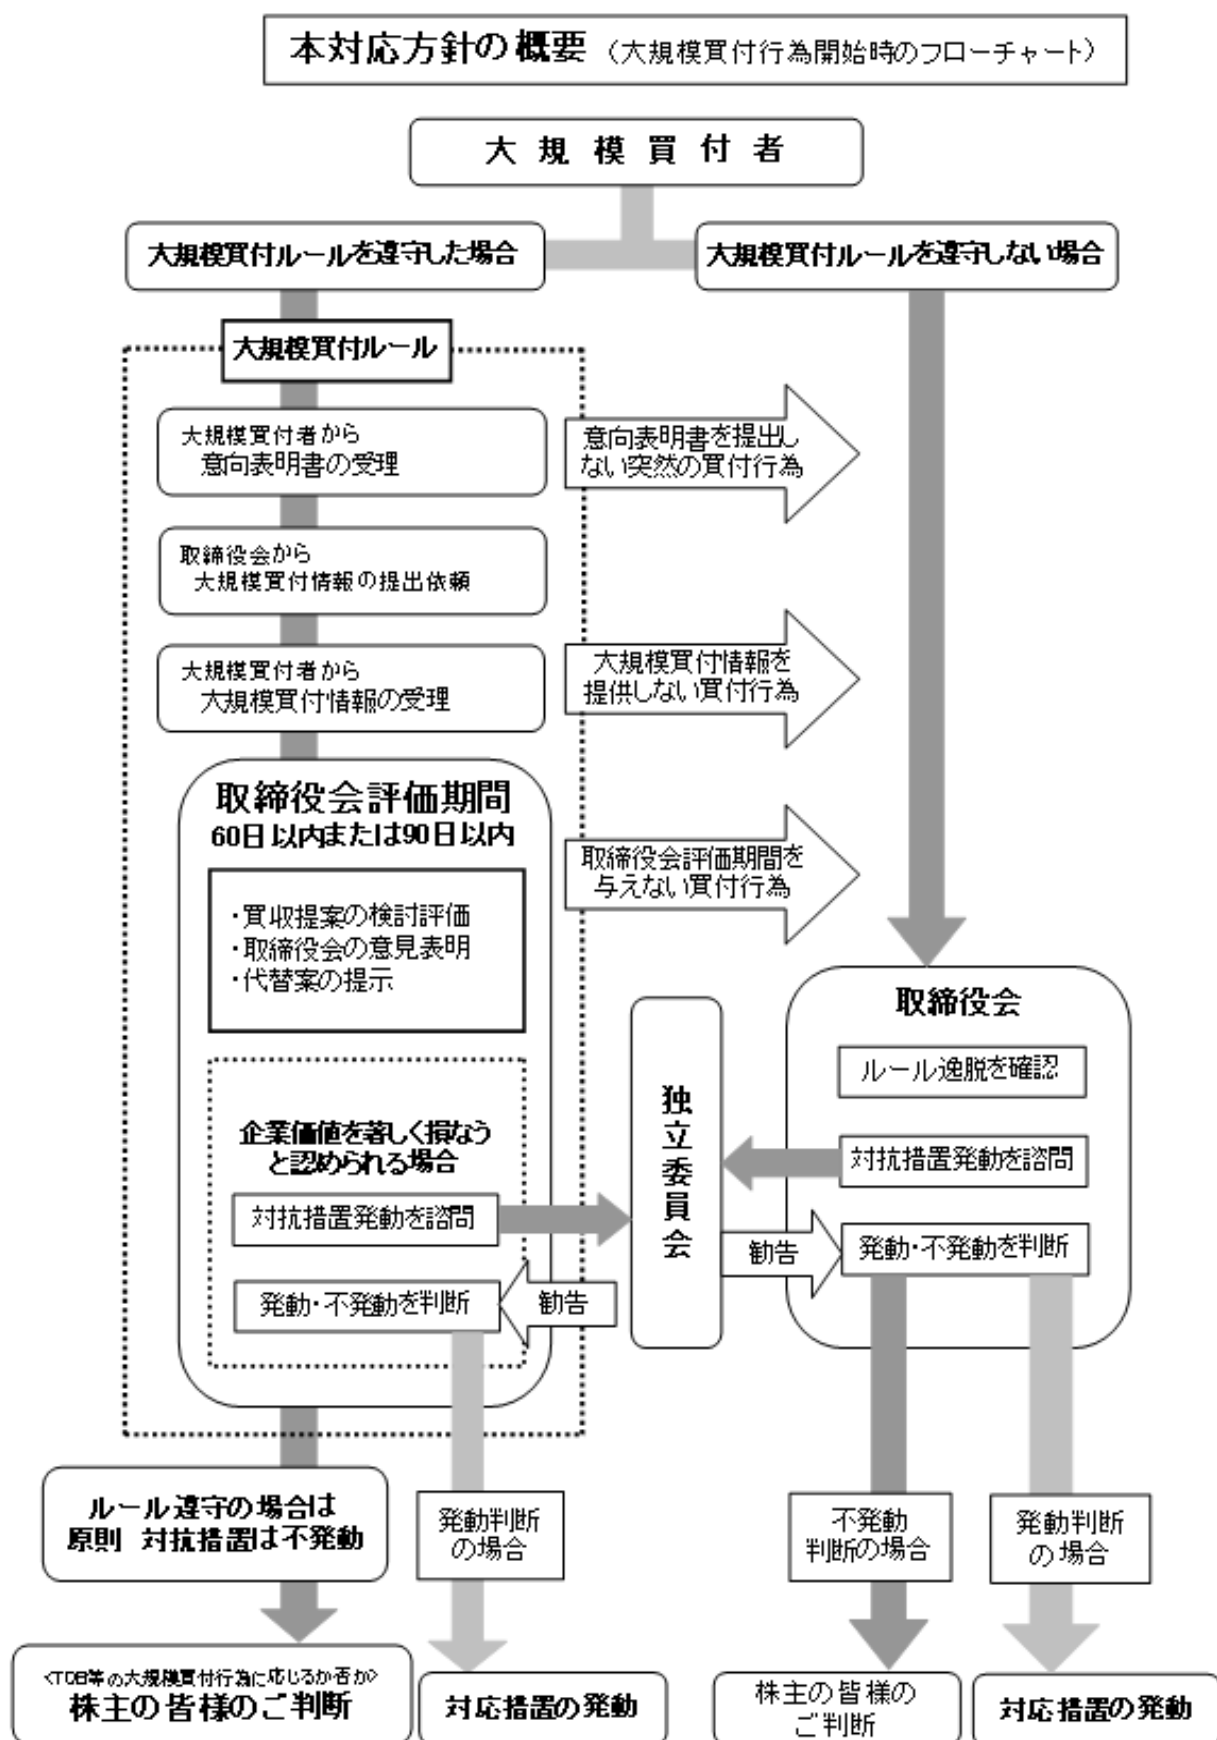 本対応方針の概要 (大規模買付行為開始時のフローチャート)
大規模買付者
大規模買付ルールを遵守した場合
大規模買付ルールを遵守しない場合
大規模買付ルール
大規模買付者から
意向表明書の受理
意向表明書を提出し
ない突然の買付行為
取締役会から
大規模買付情報の提出依頼
大規模買付者から
大規模買付情報の受理
大規模買付情報を
提供しない買付行為
取締役会評価期間
60日以内または90日以内
取締役会評価期間を
与えない買付行為
・買収提案の検討評価
・取締役会の意見表明
・代替案の提示
企業価値を著しく損なう
と認められる場合
対抗措置発動を諮問
発動・不発動を判断
勧告
独立委員会
取締役会
ルール逸脱を確認
対抗措置発動を諮問
勧告
発動・不発動を判断
ルール遵守の場合は
原則 対抗措置は不発動
発動判断
の場合
不発動
判断の場合
発動判断
の場合
<TOB等の大規模買付行為に応じるか否か>
株主の皆様のご判断
対応措置の発動
株主の皆様の
ご判断
対応措置の発動